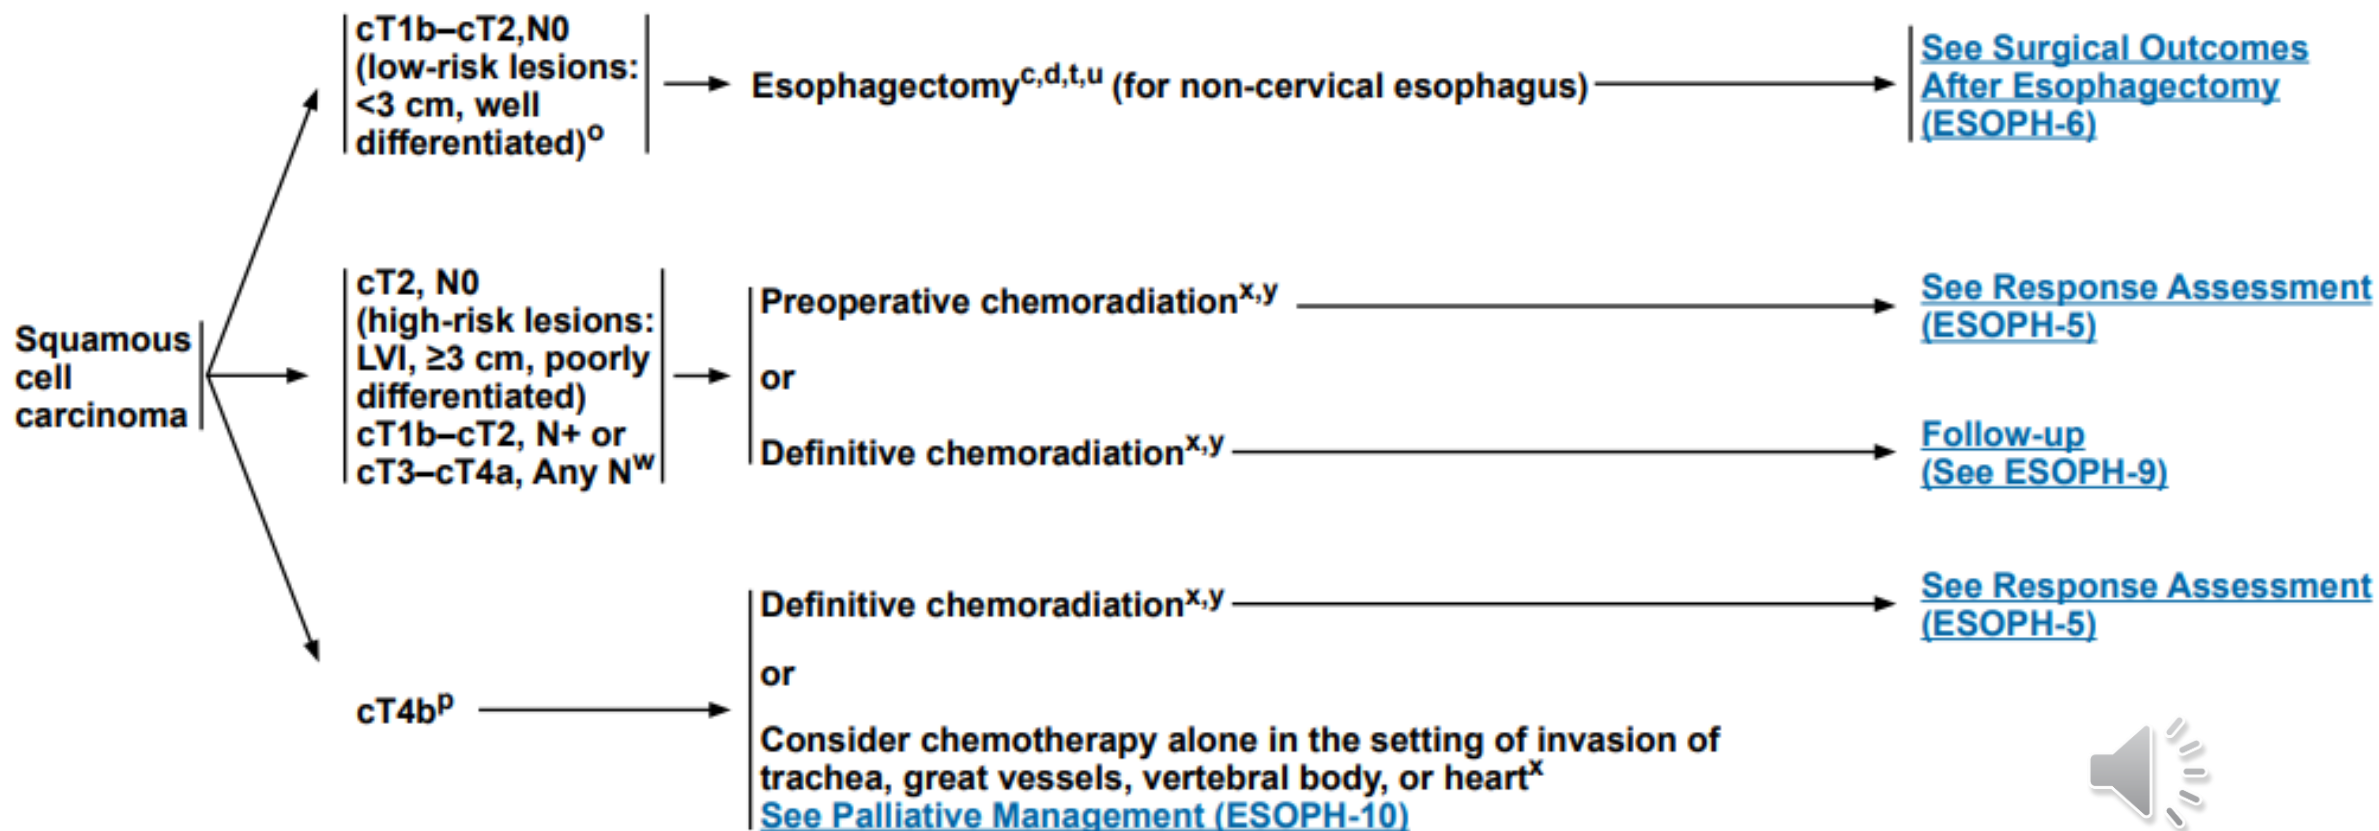 Squamous
cell
carcinoma
cT1b–cT2,N0
(low-risk lesions:
<3 cm, well
differentiated)o
Esophagectomyc,d,t,u (for non-cervical esophagus)
See Surgical Outcomes
After Esophagectomy
(ESOPH-6)
cT2, N0
(high-risk lesions:
LVI, ≥3 cm, poorly
differentiated)
cT1b–cT2, N+ or
cT3–cT4a, Any Nw
Preoperative chemoradiationx,y
See Response Assessment
(ESOPH-5)
or
Definitive chemoradiationx,y
Follow-up
(See ESOPH-9)
cT4bp
Definitive chemoradiationx,y
See Response Assessment
(ESOPH-5)
or
Consider chemotherapy alone in the setting of invasion of
trachea, great vessels, vertebral body, or heartx
See Palliative Management (ESOPH-10)